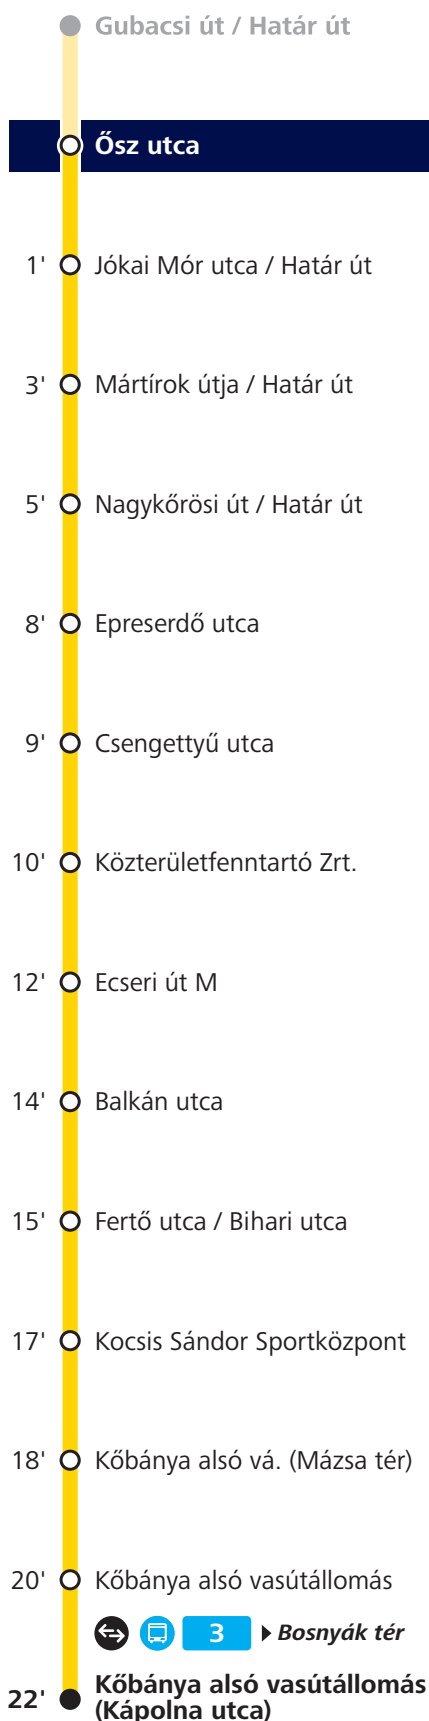 Gubacsi út / Határ út
Ősz utca
1' Jókai Mór utca / Határ út
3' Mártírok útja / Határ út
5' Nagykőrösi út / Határ út
8' Epreserdő utca
9' Csengettyű utca
10' Közterületfenntartó Zrt.
12' Ecseri út M
14' Balkán utca
15' Fertő utca / Bihari utca
17' Kocsis Sándor Sportközpont
18' Kőbánya alsó vá. (Mázsa tér)
20' Kőbánya alsó vasútállomás
3 Bosnyák tér
22' Kőbánya alsó vasútállomás
(Kápolna utca)